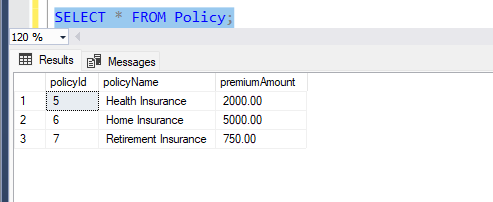 SELECT * FROM Policy;
120 %
Results Messages
policyId policyName premiumAmount
1 5 Health Insurance 2000.00
2 6 Home Insurance 5000.00
3 7 Retirement Insurance 750.00